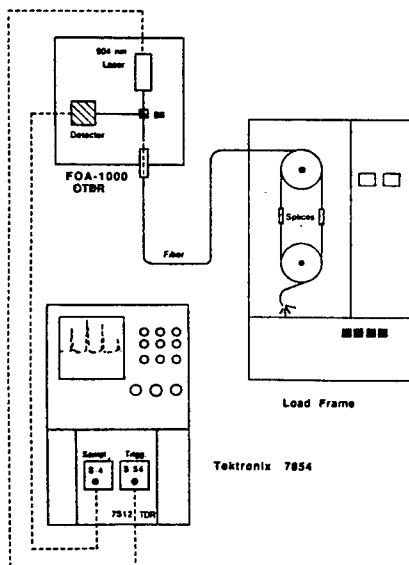 904 nm
Laser
BS
Detector
FOA-1000
OTDR
Fiber
Splices
Load Frame
Sampl.
Trigg.
S-4
S-54
7S12 TDR
Tektronix 7854